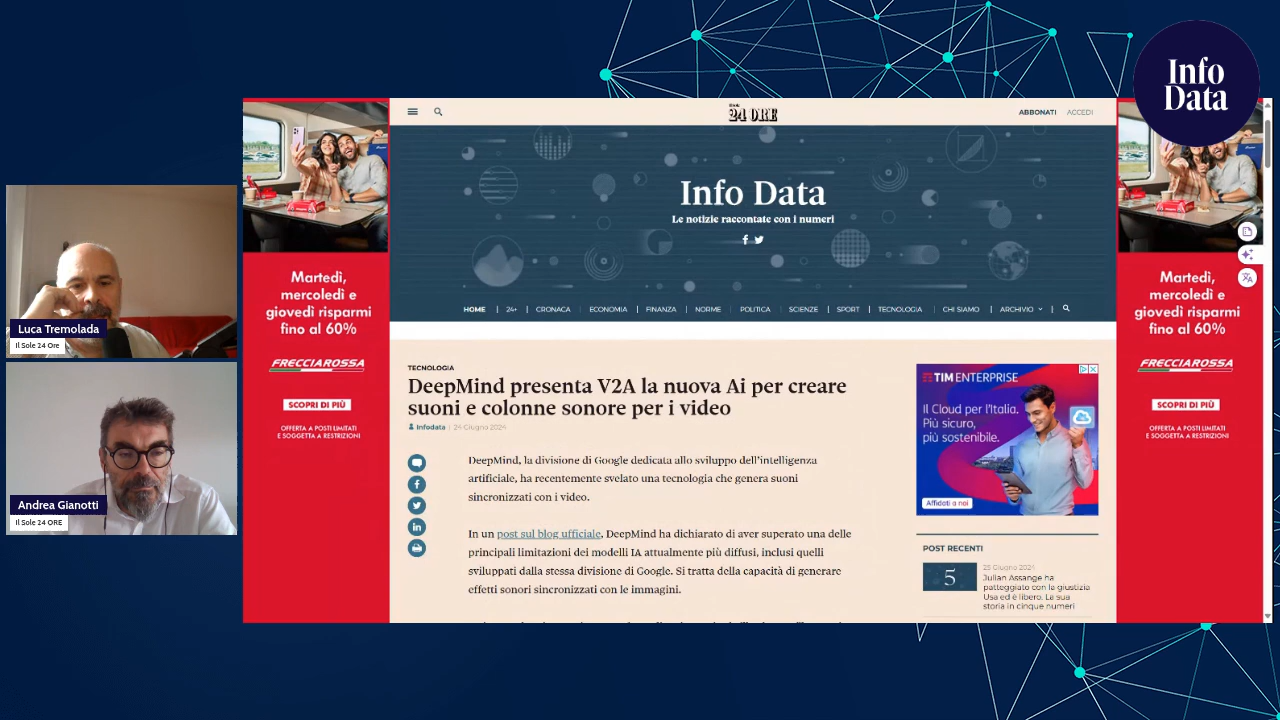 Info
Data
24 ORE
ABBONATI
ACCEDI
Info Data
Le notizie raccontate con i numeri
HOME | 24+ | CRONACA | ECONOMIA | FINANZA | NORME | POLITICA | SCIENZE | SPORT | TECNOLOGIA | CHI SIAMO | ARCHIVIO |
Luca Tremolada
Il Sole 24 Ore
Andrea Gianotti
Il Sole 24 ORE
Martedì,
mercoledì e
giovedì risparmi
fino al 60%
FRECCIAROSSA
SCOPRI DI PIÙ
OFFERTA A POSTI LIMITATI
E SOGGETTA A RESTRIZIONI
TECNOLOGIA
DeepMind presenta V2A la nuova Ai per creare
suoni e colonne sonore per i video
Infodata | 24 Giugno 2024
DeepMind, la divisione di Google dedicata allo sviluppo dell'intelligenza
artificiale, ha recentemente svelato una tecnologia che genera suoni
sincronizzati con i video.
In un post sul blog ufficiale, DeepMind ha dichiarato di aver superato una delle
principali limitazioni dei modelli IA attualmente più diffusi, inclusi quelli
sviluppati dalla stessa divisione di Google. Si tratta della capacità di generare
effetti sonori sincronizzati con le immagini.
TIM ENTERPRISE
Il Cloud per l'Italia.
Più sicuro,
più sostenibile.
Affidati a noi
POST RECENTI
5
25 Giugno 2024
Julian Assange ha
patteggiato con la giustizia
Usa ed è libero. La sua
storia in cinque numeri
Martedì,
mercoledì e
giovedì risparmi
fino al 60%
FRECCIAROSSA
SCOPRI DI PIÙ
OFFERTA A POSTI LIMITATI
E SOGGETTA A RESTRIZIONI